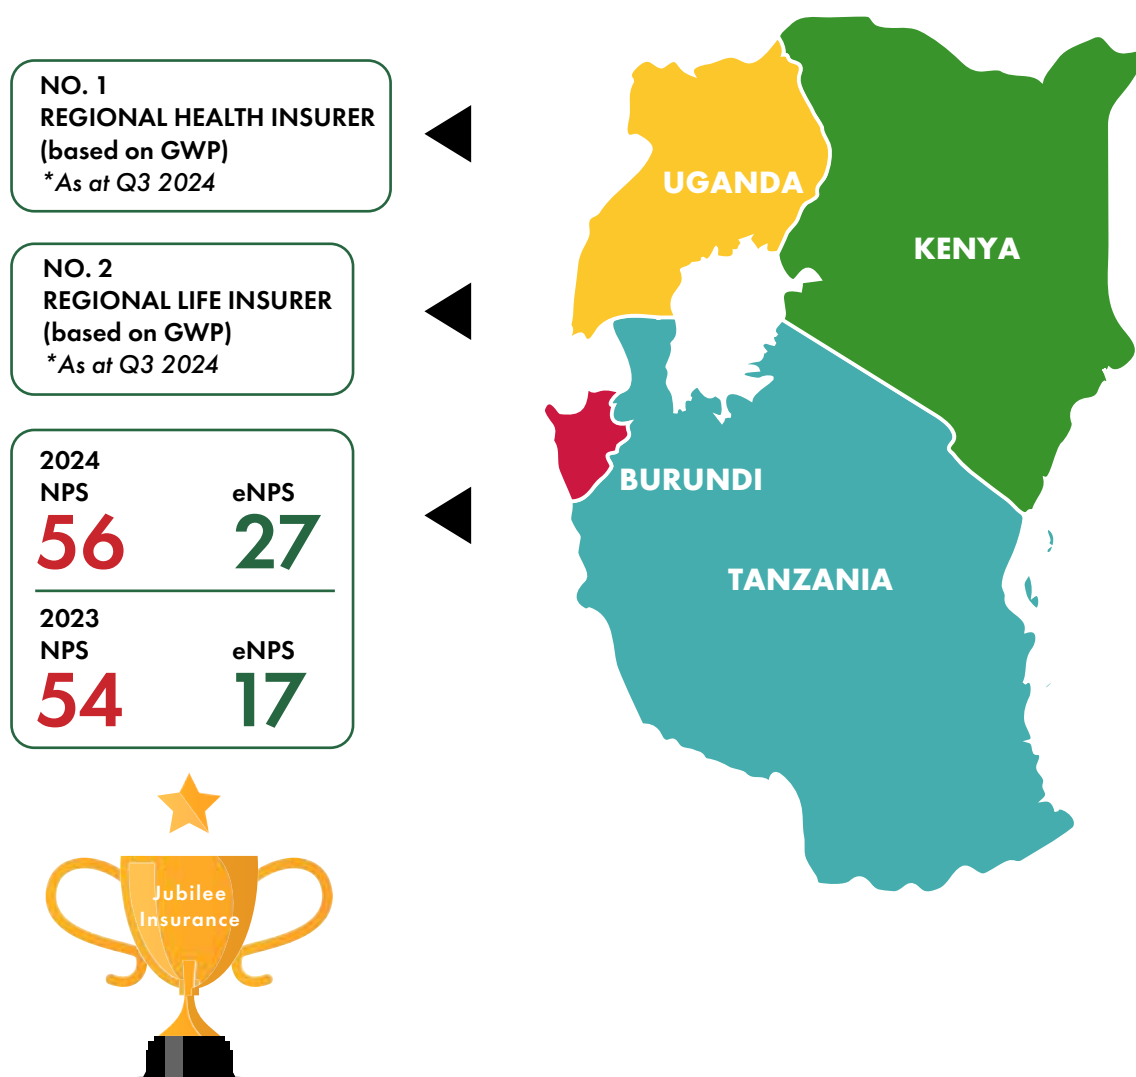 NO. 1
REGIONAL HEALTH INSURER
(based on GWP)
*As at Q3 2024
NO. 2
REGIONAL LIFE INSURER
(based on GWP)
*As at Q3 2024
2024
NPS eNPS
56 27
2023
NPS eNPS
54 17
Jubilee
Insurance
UGANDA
KENYA
BURUNDI
TANZANIA